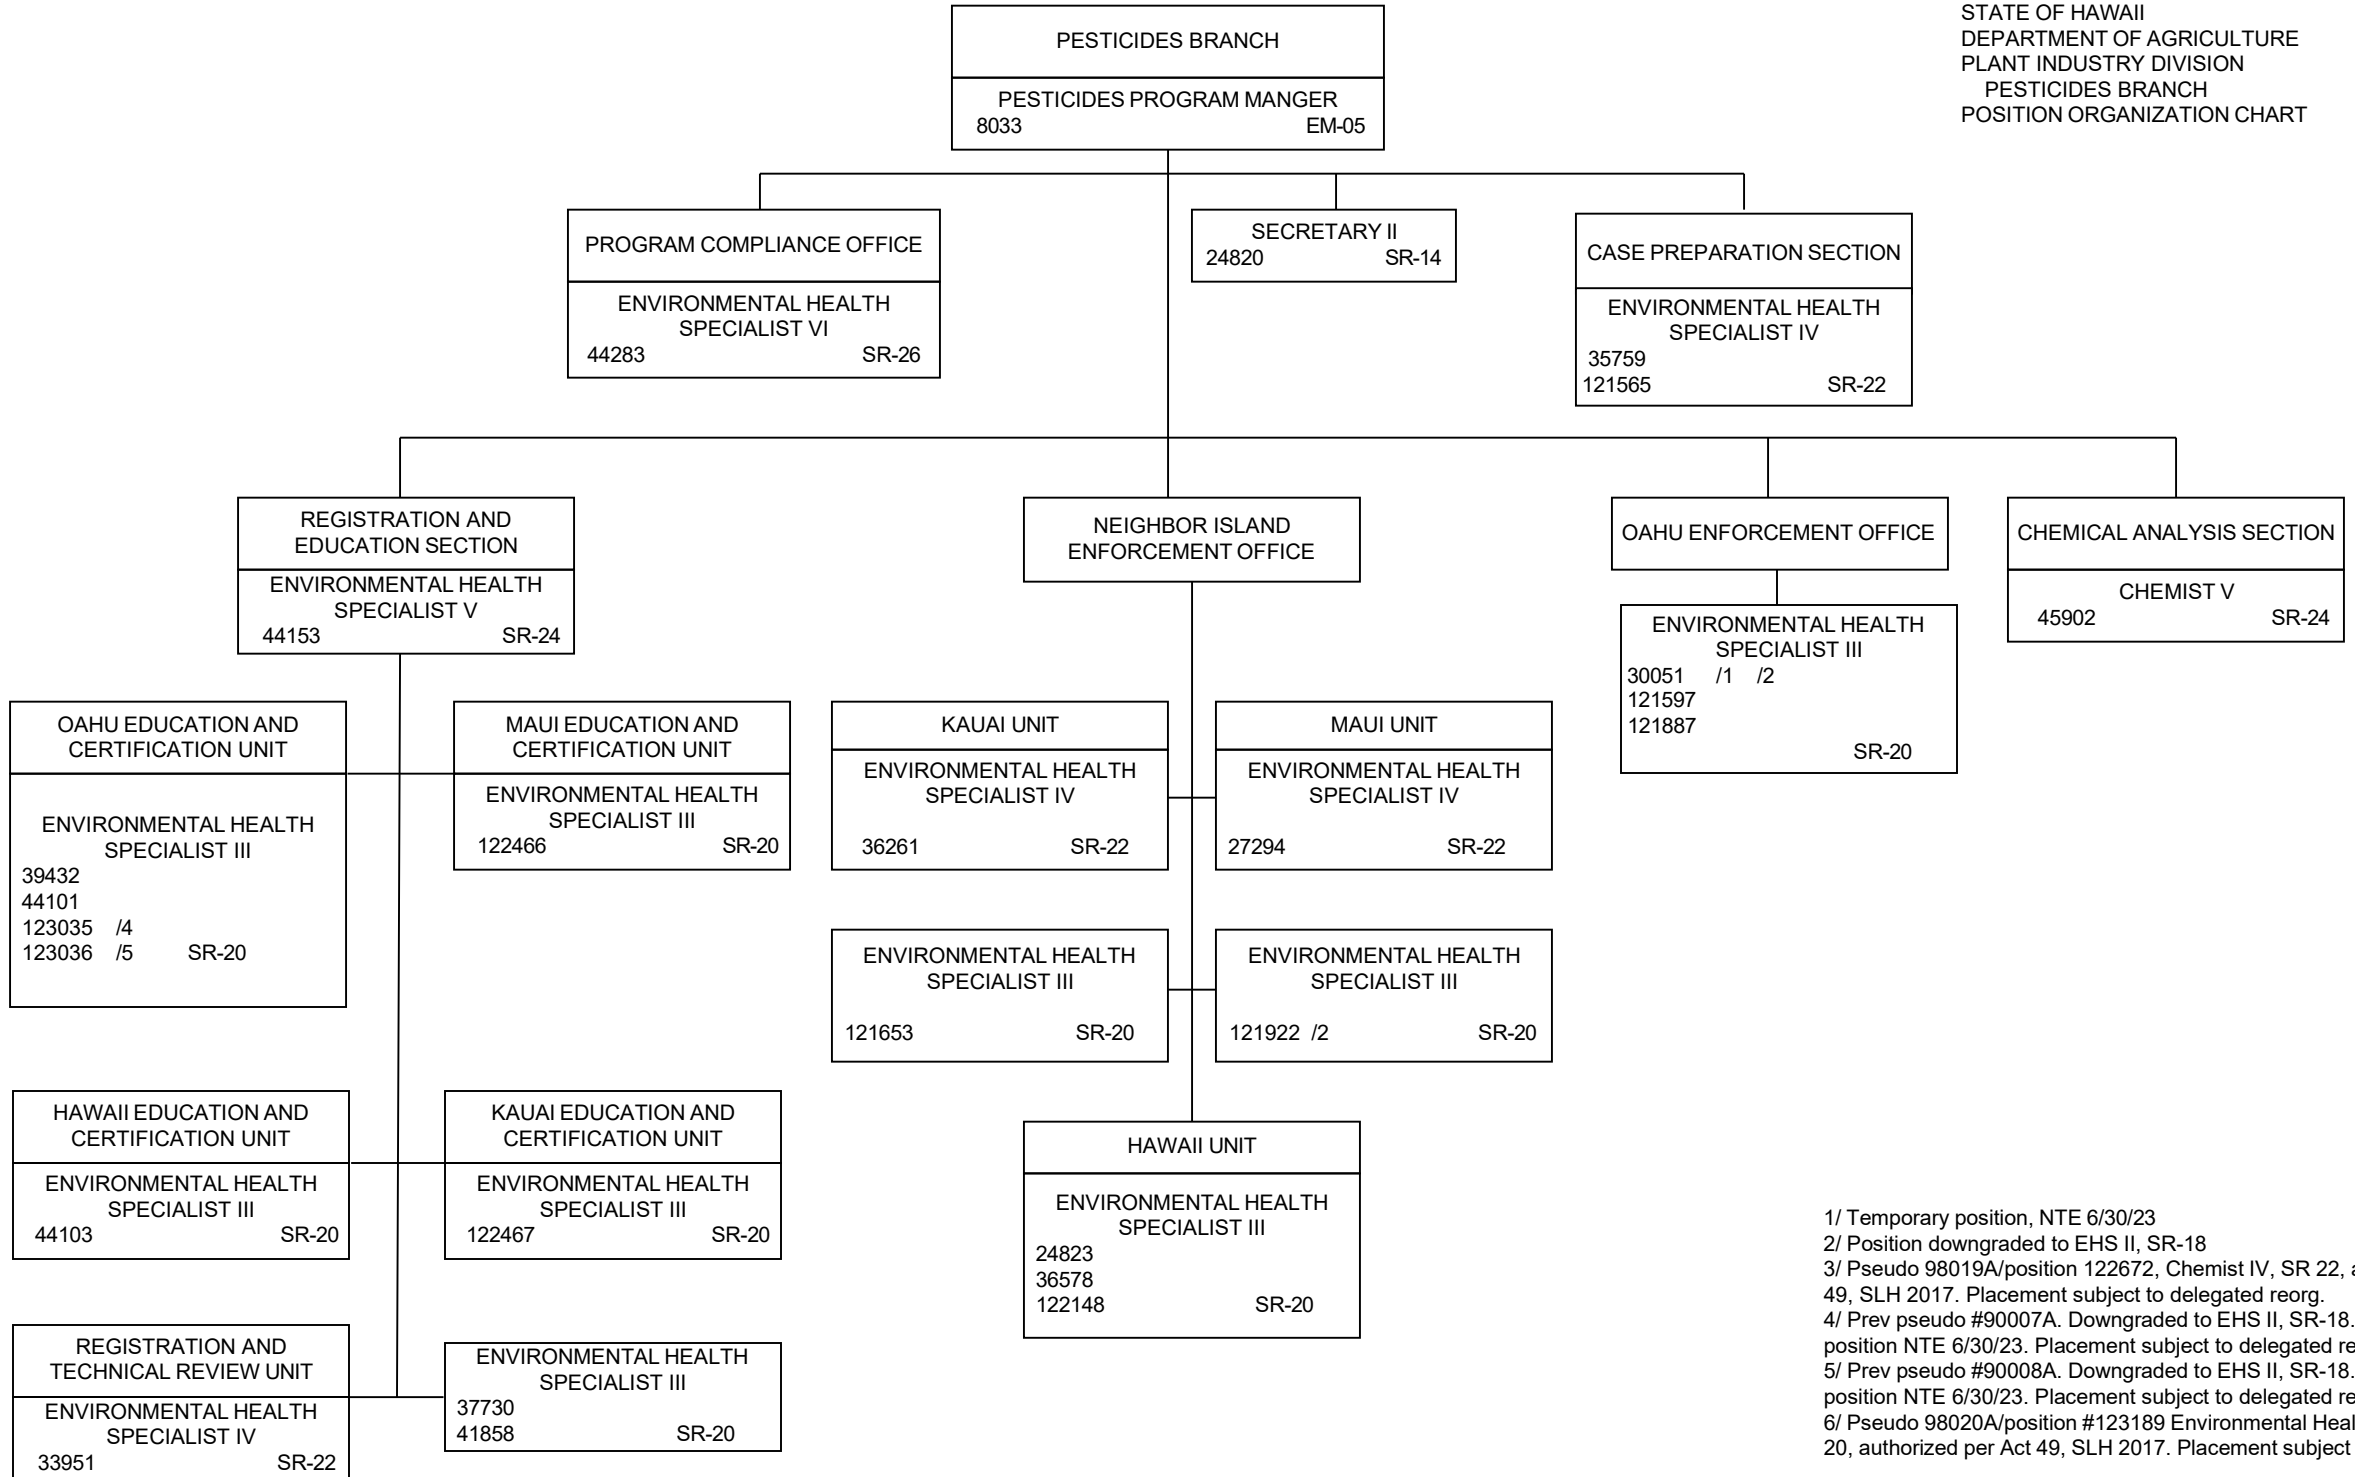 STATE OF HAWAII
DEPARTMENT OF AGRICULTURE
PLANT INDUSTRY DIVISION
PESTICIDES BRANCH
POSITION ORGANIZATION CHART
PESTICIDES BRANCH
PESTICIDES PROGRAM MANGER
8033 EM-05
PROGRAM COMPLIANCE OFFICE
ENVIRONMENTAL HEALTH
SPECIALIST VI
44283 SR-26
SECRETARY II
24820 SR-14
CASE PREPARATION SECTION
ENVIRONMENTAL HEALTH
SPECIALIST IV
35759
121565 SR-22
REGISTRATION AND
EDUCATION SECTION
ENVIRONMENTAL HEALTH
SPECIALIST V
44153 SR-24
NEIGHBOR ISLAND
ENFORCEMENT OFFICE
OAHU ENFORCEMENT OFFICE
ENVIRONMENTAL HEALTH
SPECIALIST III
30051 /1 /2
121597
121887
SR-20
CHEMICAL ANALYSIS SECTION
CHEMIST V
45902 SR-24
OAHU EDUCATION AND
CERTIFICATION UNIT
ENVIRONMENTAL HEALTH
SPECIALIST III
39432
44101
123035 /4
123036 /5 SR-20
MAUI EDUCATION AND
CERTIFICATION UNIT
ENVIRONMENTAL HEALTH
SPECIALIST III
122466 SR-20
KAUAI UNIT
ENVIRONMENTAL HEALTH
SPECIALIST IV
36261 SR-22
MAUI UNIT
ENVIRONMENTAL HEALTH
SPECIALIST IV
27294 SR-22
ENVIRONMENTAL HEALTH
SPECIALIST III
121653 SR-20
ENVIRONMENTAL HEALTH
SPECIALIST III
121922 /2 SR-20
HAWAII EDUCATION AND
CERTIFICATION UNIT
ENVIRONMENTAL HEALTH
SPECIALIST III
44103 SR-20
KAUAI EDUCATION AND
CERTIFICATION UNIT
ENVIRONMENTAL HEALTH
SPECIALIST III
122467 SR-20
HAWAII UNIT
ENVIRONMENTAL HEALTH
SPECIALIST III
24823
36578
122148 SR-20
REGISTRATION AND
TECHNICAL REVIEW UNIT
ENVIRONMENTAL HEALTH
SPECIALIST IV
33951 SR-22
ENVIRONMENTAL HEALTH
SPECIALIST III
37730
41858 SR-20
1/ Temporary position, NTE 6/30/23
2/ Position downgraded to EHS II, SR-18
3/ Pseudo 98019A/position 122672, Chemist IV, SR 22,
49, SLH 2017. Placement subject to delegated reorg.
4/ Prev pseudo #90007A. Downgraded to EHS II, SR-18.
position NTE 6/30/23. Placement subject to delegated
5/ Prev pseudo #90008A. Downgraded to EHS II, SR-18.
position NTE 6/30/23. Placement subject to delegated
6/ Pseudo 98020A/position #123189 Environmental
20, authorized per Act 49, SLH 2017. Placement subject